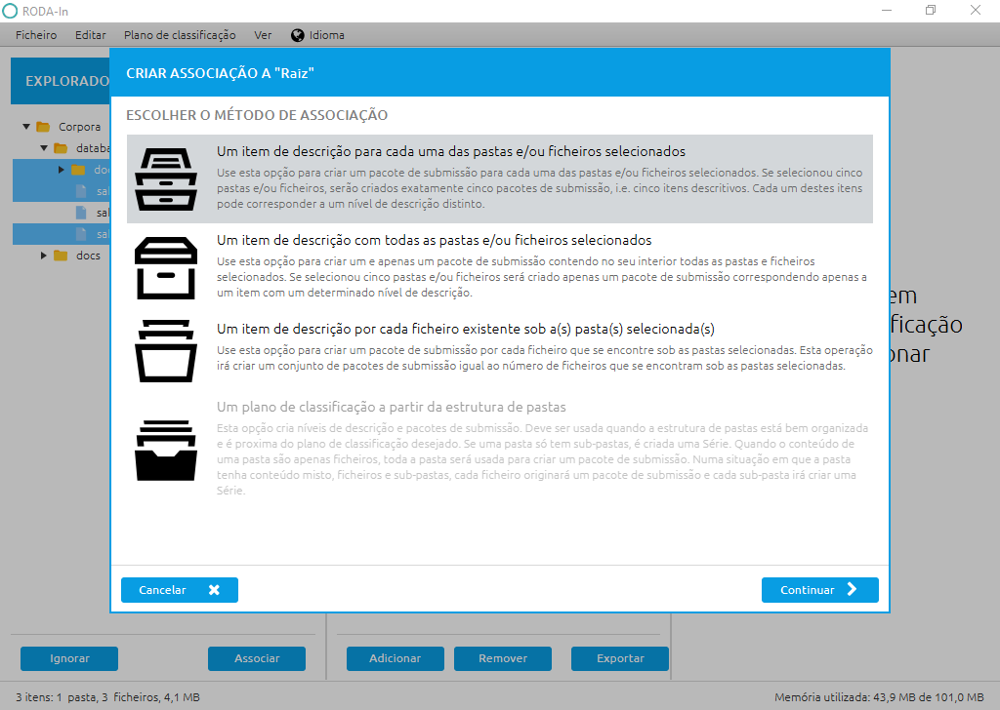 RODA-In
Ficheiro Editar Plano de classificação Ver Idioma
EXPLORADO
CRIAR ASSOCIAÇÃO A "Raiz"
ESCOLHER O MÉTODO DE ASSOCIAÇÃO
Corpora
docs
Um item de descrição para cada uma das pastas e/ou ficheiros selecionados
Use esta opção para criar um pacote de submissão para cada uma das pastas e/ou ficheiros selecionados. Se selecionou cinco
pastas e/ou ficheiros, serão criados exatamente cinco pacotes de submissão, i.e. cinco itens descritivos. Cada um destes itens
pode corresponder a um nível de descrição distinto.
Um item de descrição com todas as pastas e/ou ficheiros selecionados
Use esta opção para criar um e apenas um pacote de submissão contendo no seu interior todas as pastas e ficheiros
selecionados. Se selecionou cinco pastas e/ou ficheiros será criado apenas um pacote de submissão correspondendo apenas a
um item com um determinado nível de descrição.
Um item de descrição por cada ficheiro existente sob a(s) pasta(s) selecionada(s)
Use esta opção para criar um pacote de submissão por cada ficheiro que se encontre sob as pastas selecionadas. Esta operação
irá criar um conjunto de pacotes de submissão igual ao número de ficheiros que se encontram sob as pastas selecionadas.
Um plano de classificação a partir da estrutura de pastas
Esta opção cria níveis de descrição e pacotes de submissão. Deve ser usada quando a estrutura de pastas está bem organizada
e é proxima do plano de classificação desejado. Se uma pasta só tem sub-pastas, é criada uma Série. Quando o conteúdo de
uma pasta são apenas ficheiros, toda a pasta será usada para criar um pacote de submissão. Numa situação em que a pasta
tenha conteúdo misto, ficheiros e sub-pastas, cada ficheiro originará um pacote de submissão e cada sub-pasta irá criar uma
Série.
em
ficação
onar
Cancelar Continuar
Ignorar Associar Adicionar Remover Exportar
3 itens: 1 pasta, 3 ficheiros, 4,1 MB
Memória utilizada: 43,9 MB de 101,0 MB